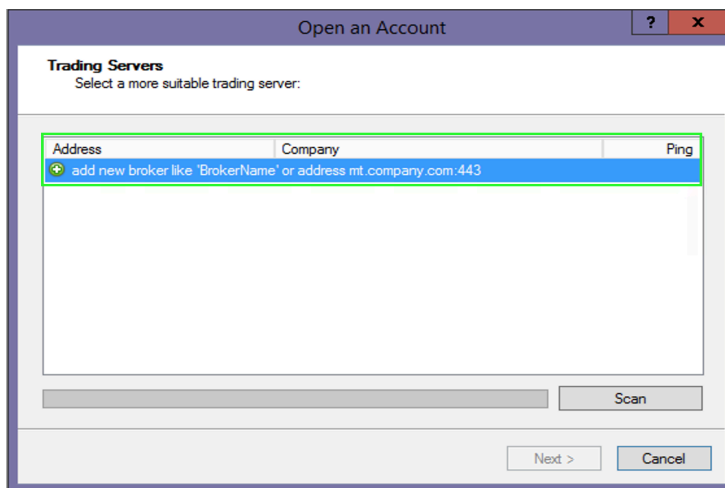 Open an Account
? x
Trading Servers
Select a more suitable trading server:
Address Company Ping
add new broker like 'BrokerName' or address mt.company.com:443
Scan
Next > Cancel